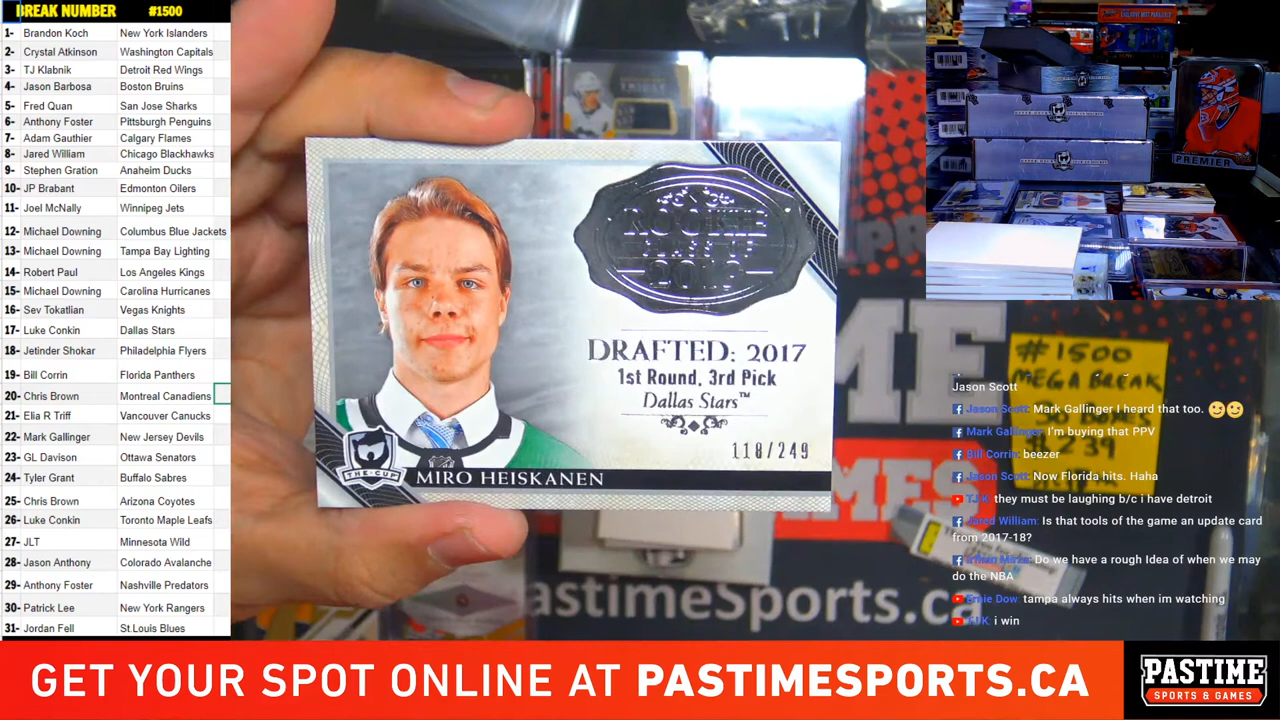 BREAK NUMBER #1500
1- Brandon Koch New York Islanders
2- Crystal Atkinson Washington Capitals
3- TJ Klabnik Detroit Red Wings
4- Jason Barbosa Boston Bruins
5- Fred Quan San Jose Sharks
6- Anthony Foster Pittsburgh Penguins
7- Adam Gauthier Calgary Flames
8- Jared William Chicago Blackhawks
9- Stephen Gration Anaheim Ducks
10- JP Brabant Edmonton Oilers
11- Joel McNally Winnipeg Jets
12- Michael Downing Columbus Blue Jackets
13- Michael Downing Tampa Bay Lighting
14- Robert Paul Los Angeles Kings
15- Michael Downing Carolina Hurricanes
16- Sev Tokatlian Vegas Knights
17- Luke Conkin Dallas Stars
18- Jetinder Shokar Philadelphia Flyers
19- Bill Corrin Florida Panthers
20- Chris Brown Montreal Canadiens
21- Elia R Triff Vancouver Canucks
22- Mark Gallinger New Jersey Devils
23- GL Davison Ottawa Senators
24- Tyler Grant Buffalo Sabres
25- Chris Brown Arizona Coyotes
26- Luke Conkin Toronto Maple Leafs
27- JLT Minnesota Wild
28- Jason Anthony Colorado Avalanche
29- Anthony Foster Nashville Predators
30- Patrick Lee New York Rangers
31- Jordan Fell St Louis Blues
ROOKIE
CLASS OF
2018
DRAFTED: 2017
1st Round, 3rd Pick
Dallas Stars™
118/249
THE CUP
MIRO HEISKANEN
PREMIER
#1500
MEGA BREAK
Jason Scott
Jason Scott: Mark Gallinger I heard that too.
Mark Gallinger: I'm buying that PPV
Bill Corrin: beezer
Jason Scott: Now Florida hits. Haha
TJ K: they must be laughing b/c i have detroit
Jared William: Is that tools of the game an update card
from 2017-18?
Do we have a rough Idea of when we may
do the NBA
Ernie Dow: tampa always hits when im watching
TJ K: i win
astimeSports.ca
GET YOUR SPOT ONLINE AT PASTIMESPORTS.CA
PASTIME
SPORTS & GAMES